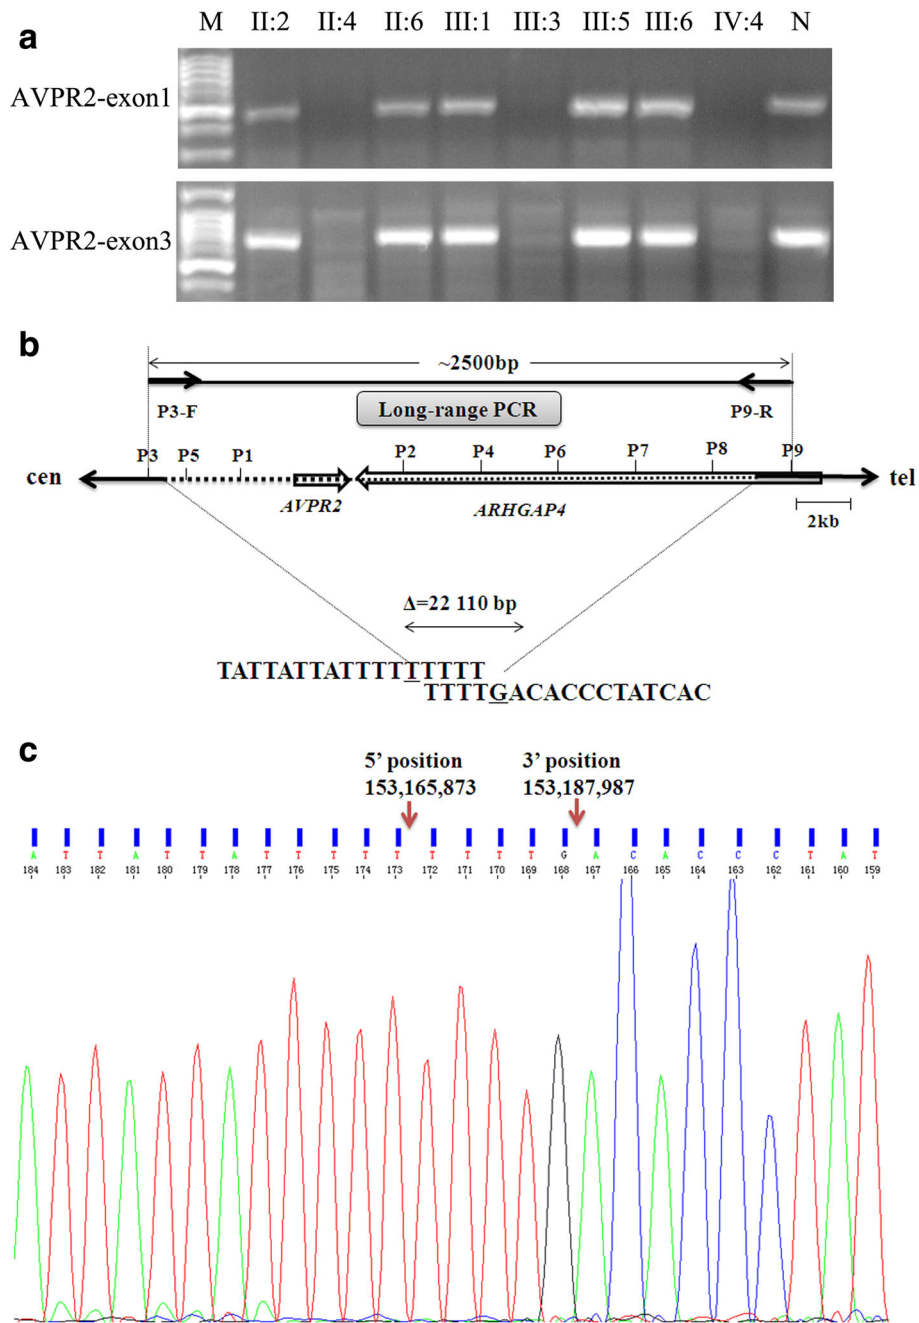 a
M II:2 II:4 II:6 III:1 III:3 III:5 III:6 IV:4 N
AVPR2-exon1
AVPR2-exon3
b
~2500bp
P3-F
Long-range PCR
P9-R
P3 P5 P1 P2 P4 P6 P7 P8 P9
cen
tel
AVPR2
ARHGAP4
2kb
Δ=22 110 bp
TATTATTATTTTTTTTT
TTTTGACACCCTATCAC
c
5’ position
153,165,873
3’ position
153,187,987
A T T A T T A T T T T T T T T T G A C A C C C T A T
184 183 182 181 180 179 178 177 176 175 174 173 172 171 170 169 168 167 166 165 164 163 162 161 160 159